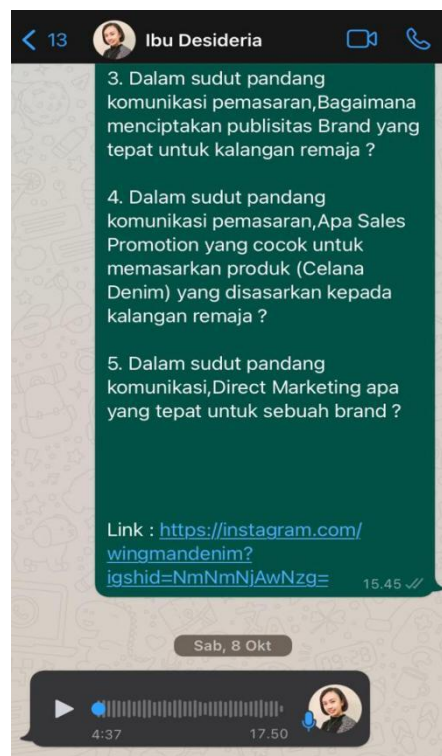 13
Ibu Desideria
3. Dalam sudut pandang
komunikasi pemasaran,Bagaimana
menciptakan publisitas Brand yang
tepat untuk kalangan remaja ?
4. Dalam sudut pandang
komunikasi pemasaran,Apa Sales
Promotion yang cocok untuk
memasarkan produk (Celana
Denim) yang disasarkan kepada
kalangan remaja ?
5. Dalam sudut pandang
komunikasi,Direct Marketing apa
yang tepat untuk sebuah brand ?
Link : https://instagram.com/
wingmandenim?
igshid=NmNmNjAwNzg=
15.45
Sab, 8 Okt
4:37
17.50